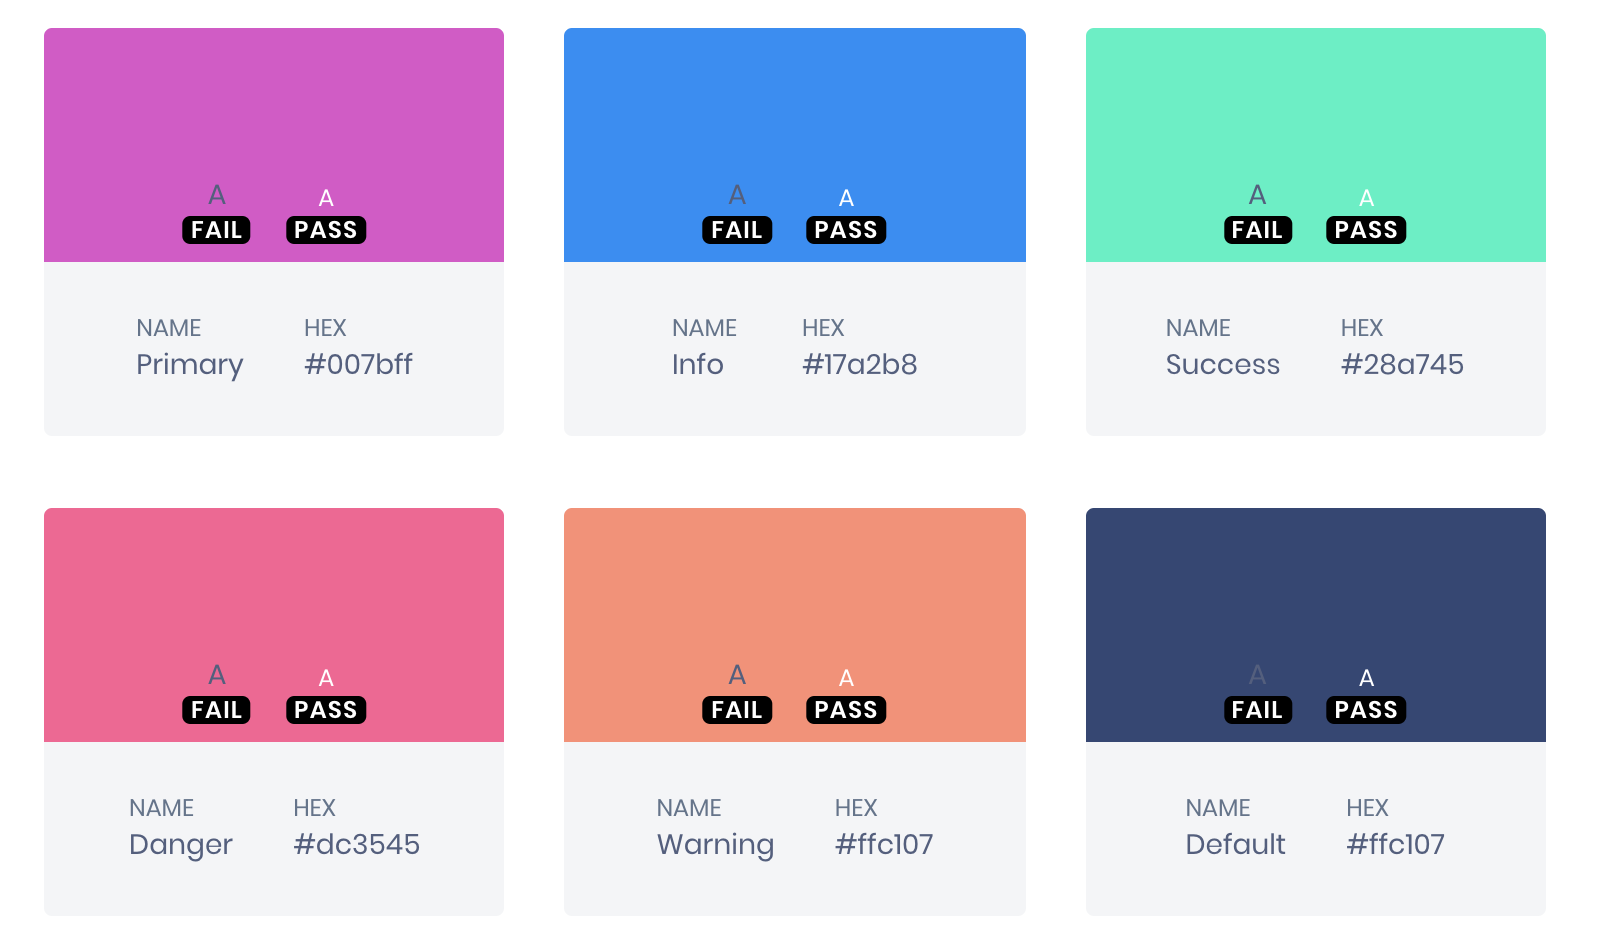 A A A A A A
FAIL PASS FAIL PASS FAIL PASS
NAME HEX NAME HEX NAME HEX
Primary #007bff Info #17a2b8 Success #28a745
A A A A A A
FAIL PASS FAIL PASS FAIL PASS
NAME HEX NAME HEX NAME HEX
Danger #dc3545 Warning #ffc107 Default #ffc107